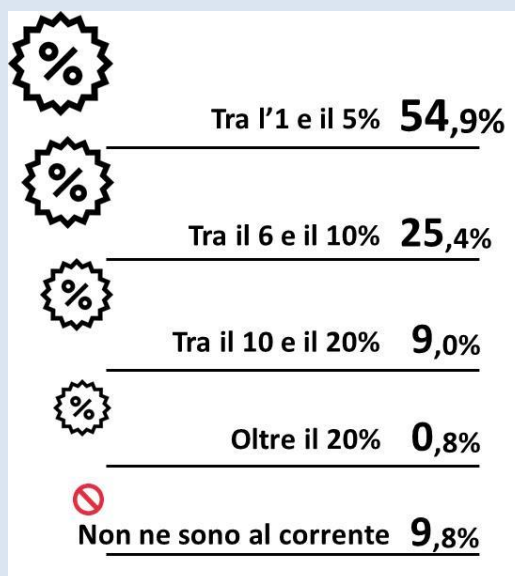 Tra l'1 e il 5% 54,9%
Tra il 6 e il 10% 25,4%
Tra il 10 e il 20% 9,0%
Oltre il 20% 0,8%
Non ne sono al corrente 9,8%